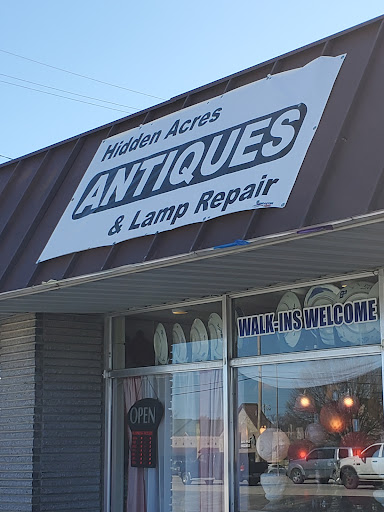 Hidden Acres
ANTIQUES
& Lamp Repair
WALK-INS WELCOME
OPEN